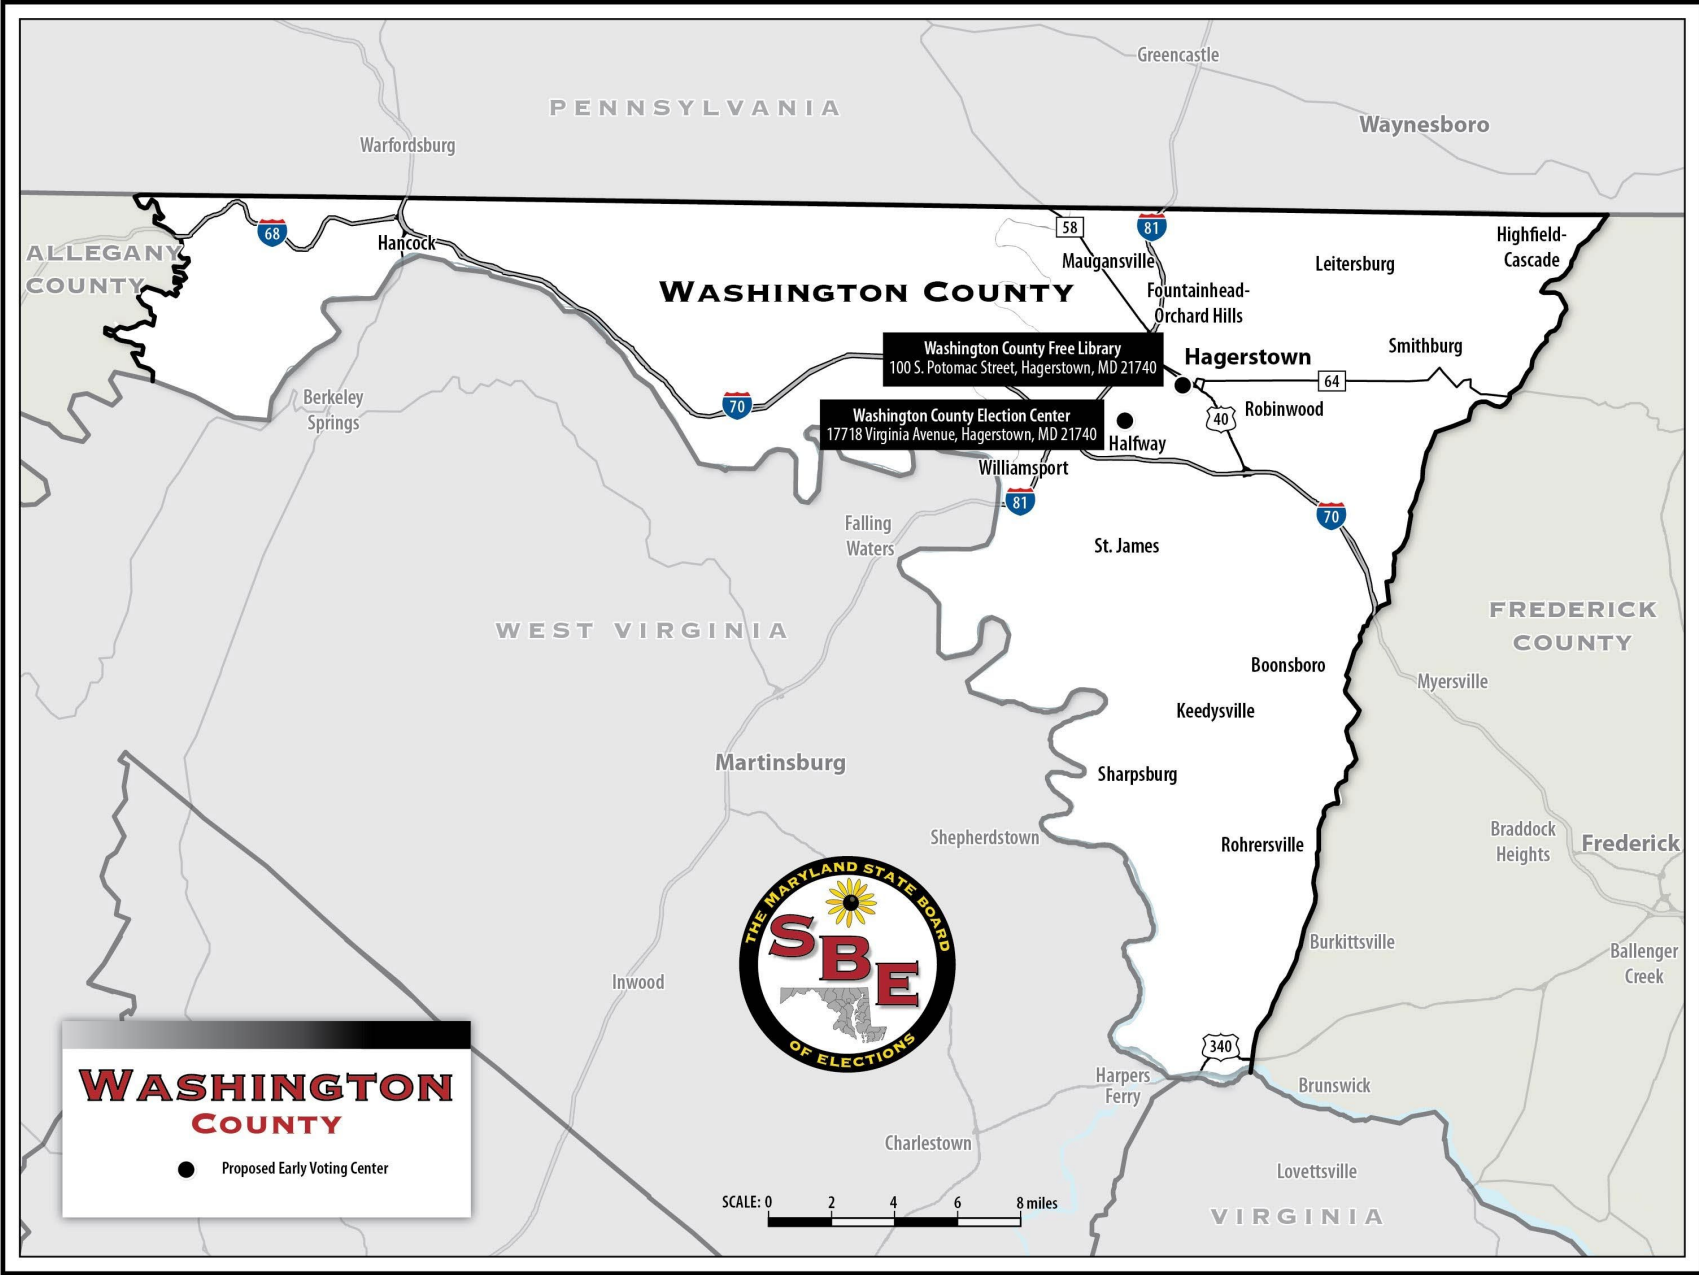 Greencastle
PENNSYLVANIA
Waynesboro
Warfordsburg
68
58
81
Highfield-
Cascade
ALLEGANY
COUNTY
Hancock
Maugansville
Leitersburg
WASHINGTON COUNTY
Fountainhead-
Orchard Hills
Washington County Free Library
100 S. Potomac Street, Hagerstown, MD 21740
Hagerstown
Smithburg
64
Berkeley
Springs
70
Washington County Election Center
17718 Virginia Avenue, Hagerstown, MD 21740
40
Robinwood
Halfway
Williamsport
81
70
Falling
Waters
St. James
WEST VIRGINIA
FREDERICK
COUNTY
Boonsboro
Myersville
Keedysville
Martinsburg
Sharpsburg
Shepherdstown
Rohrersville
Braddock
Heights
Frederick
THE MARYLAND STATE BOARD
SBE
OF ELECTIONS
Burkittsville
Ballenger
Creek
Inwood
340
Harpers
Ferry
Brunswick
WASHINGTON
COUNTY
Proposed Early Voting Center
Charlestown
Lovettsville
SCALE: 0 2 4 6 8 miles
VIRGINIA